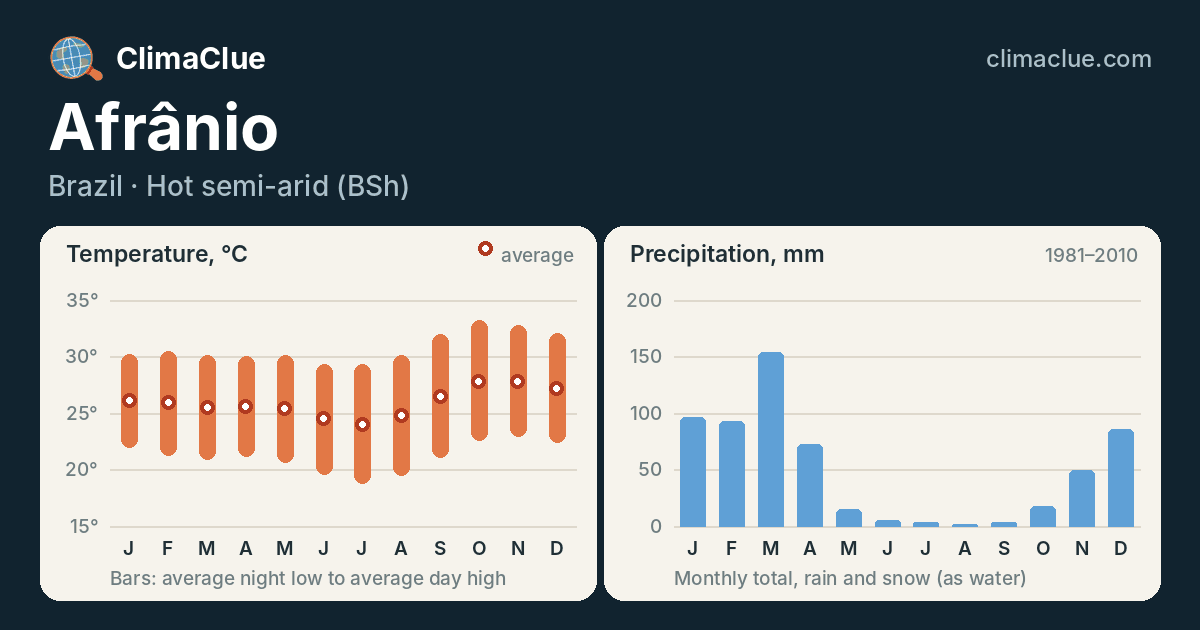 ClimaClue
climaclue.com
Afrânio
Brazil · Hot semi-arid (BSh)
Temperature, °C
average
35°
30°
25°
20°
15°
J F M A M J J A S O N D
Bars: average night low to average day high
Precipitation, mm
1981–2010
200
150
100
50
0
J F M A M J J A S O N D
Monthly total, rain and snow (as water)